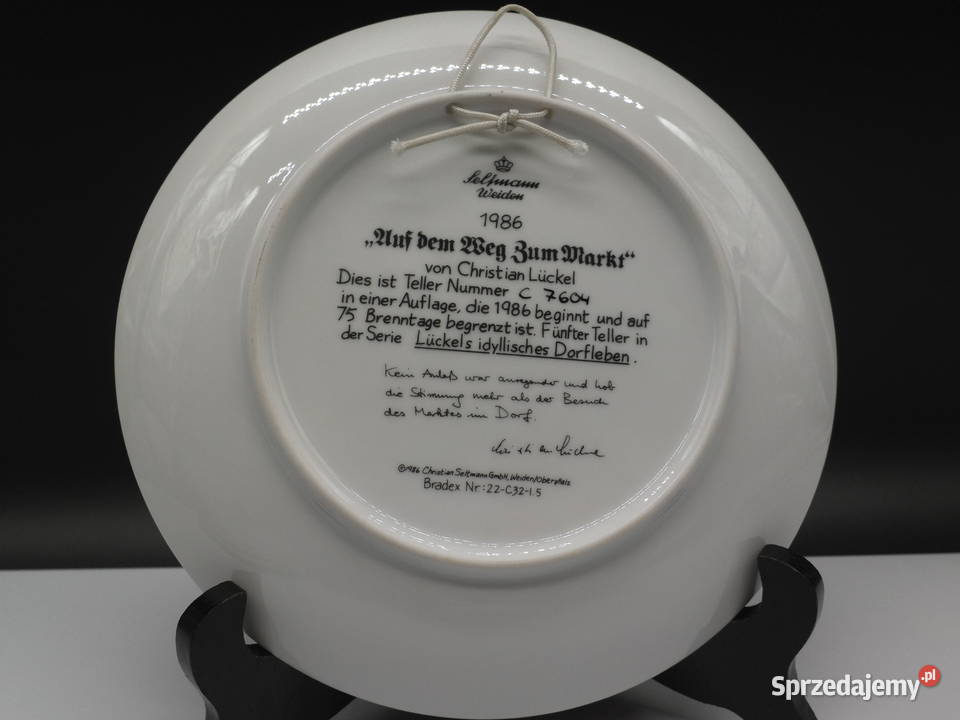 Seltmann
Weiden
1986
„Auf dem Weg Zum Markt“
von Christian Lückel
Dies ist Teller Nummer C 7604
in einer Auflage, die 1986 beginnt und auf
75 Brenntage begrenzt ist. Fünfter Teller in
der Serie Lückels idyllisches Dorfleben.
Kein Anlaß war anregender und hob
die Stimmung mehr als der Besuch
des Marktes im Dorf.
Christian Lückel
©1986 Christian Seltmann GmbH, Weiden/Oberpfalz
Bradex Nr.: 22-C32-1.5
Sprzedajemy.pl